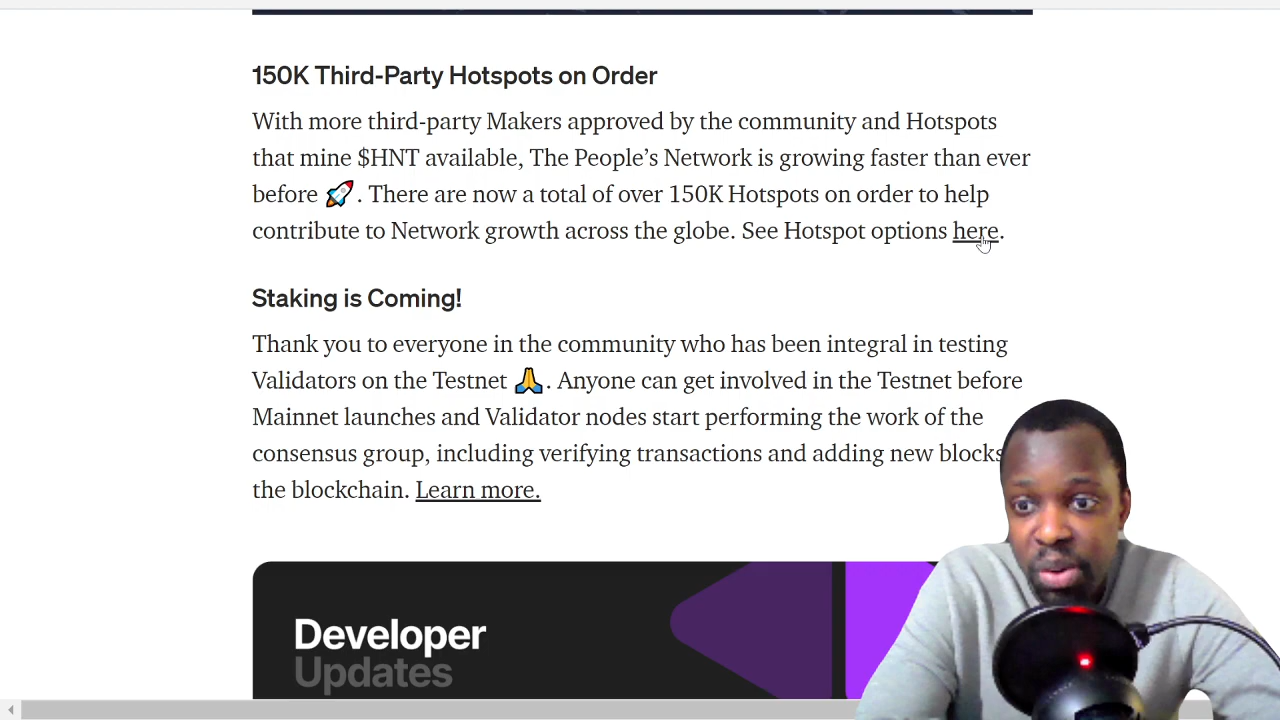 150K Third-Party Hotspots on Order
With more third-party Makers approved by the community and Hotspots
that mine $HNT available, The People’s Network is growing faster than ever
before 🚀. There are now a total of over 150K Hotspots on order to help
contribute to Network growth across the globe. See Hotspot options here.
Staking is Coming!
Thank you to everyone in the community who has been integral in testing
Validators on the Testnet 🙏. Anyone can get involved in the Testnet before
Mainnet launches and Validator nodes start performing the work of the
consensus group, including verifying transactions and adding new blocks
the blockchain. Learn more.
Developer
Updates